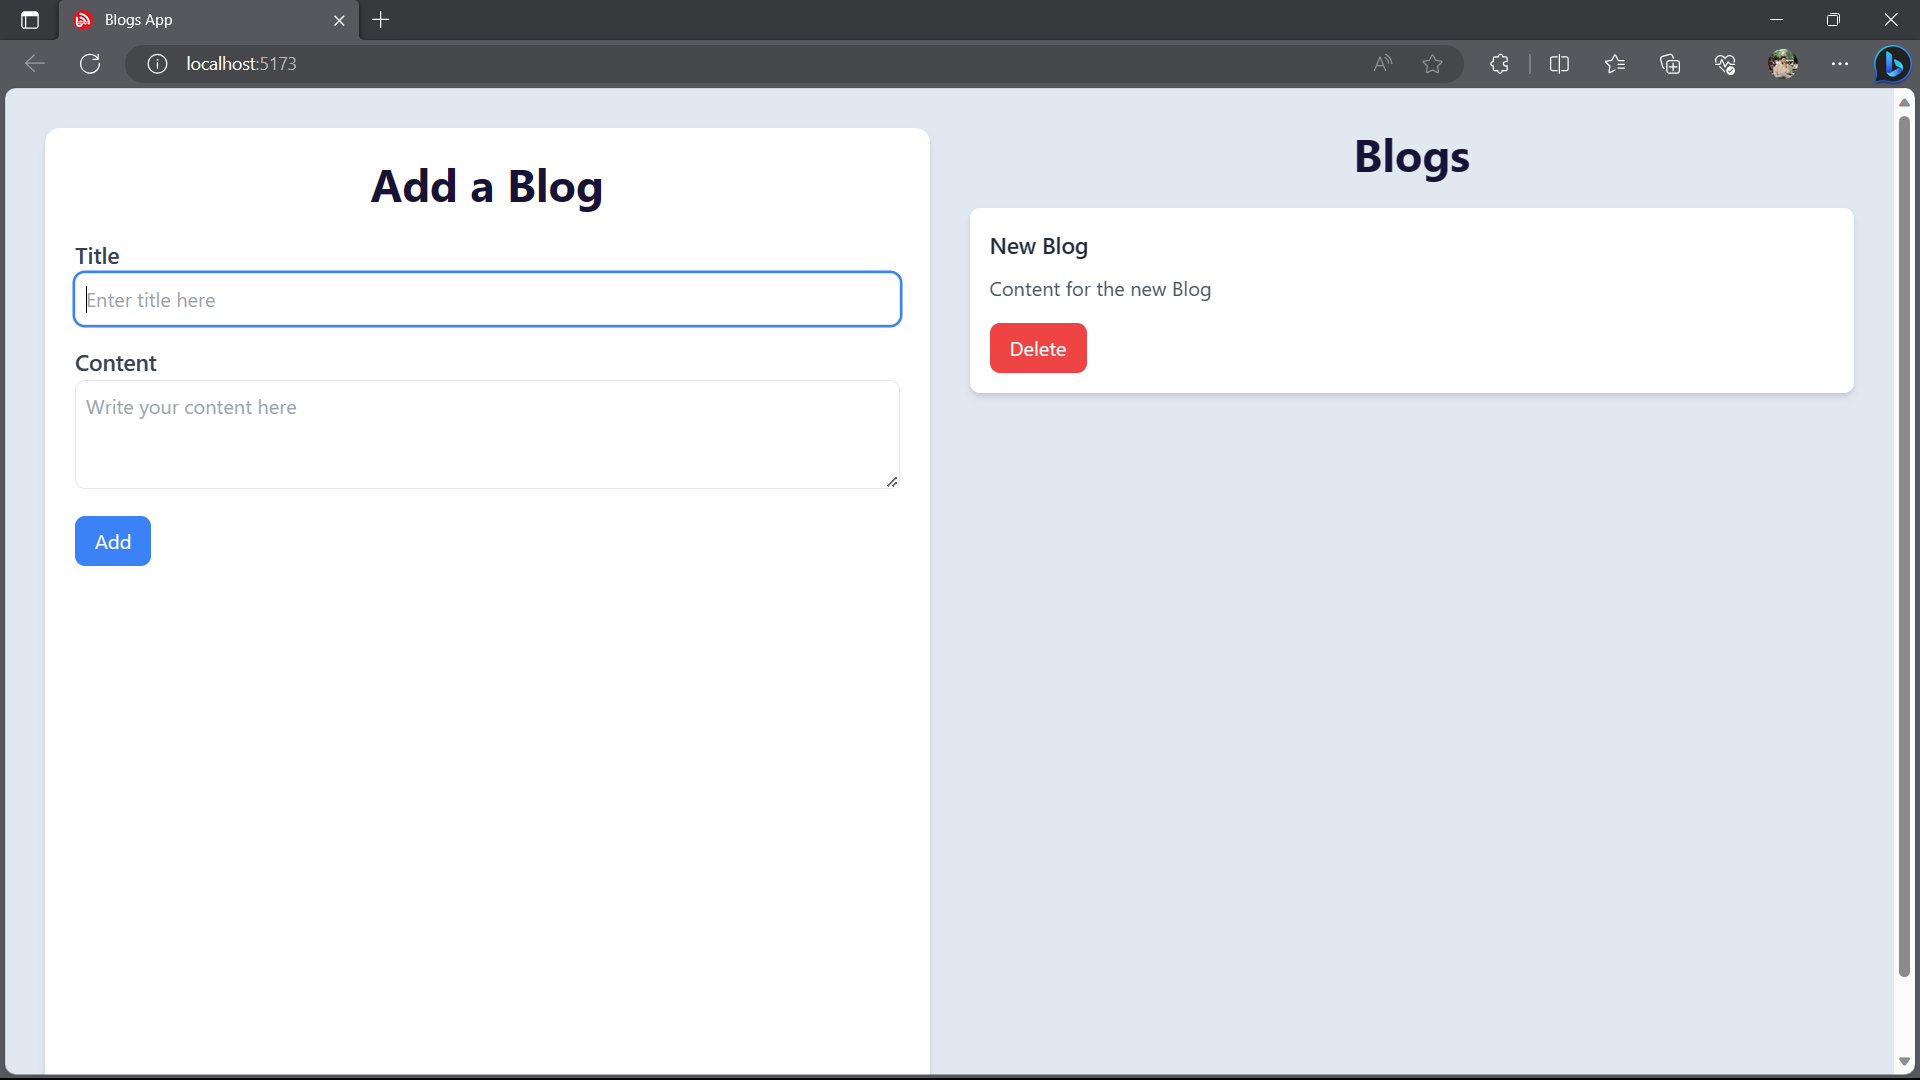 Blogs App
localhost:5173
Add a Blog
Title
Enter title here
Content
Write your content here
Add
Blogs
New Blog
Content for the new Blog
Delete